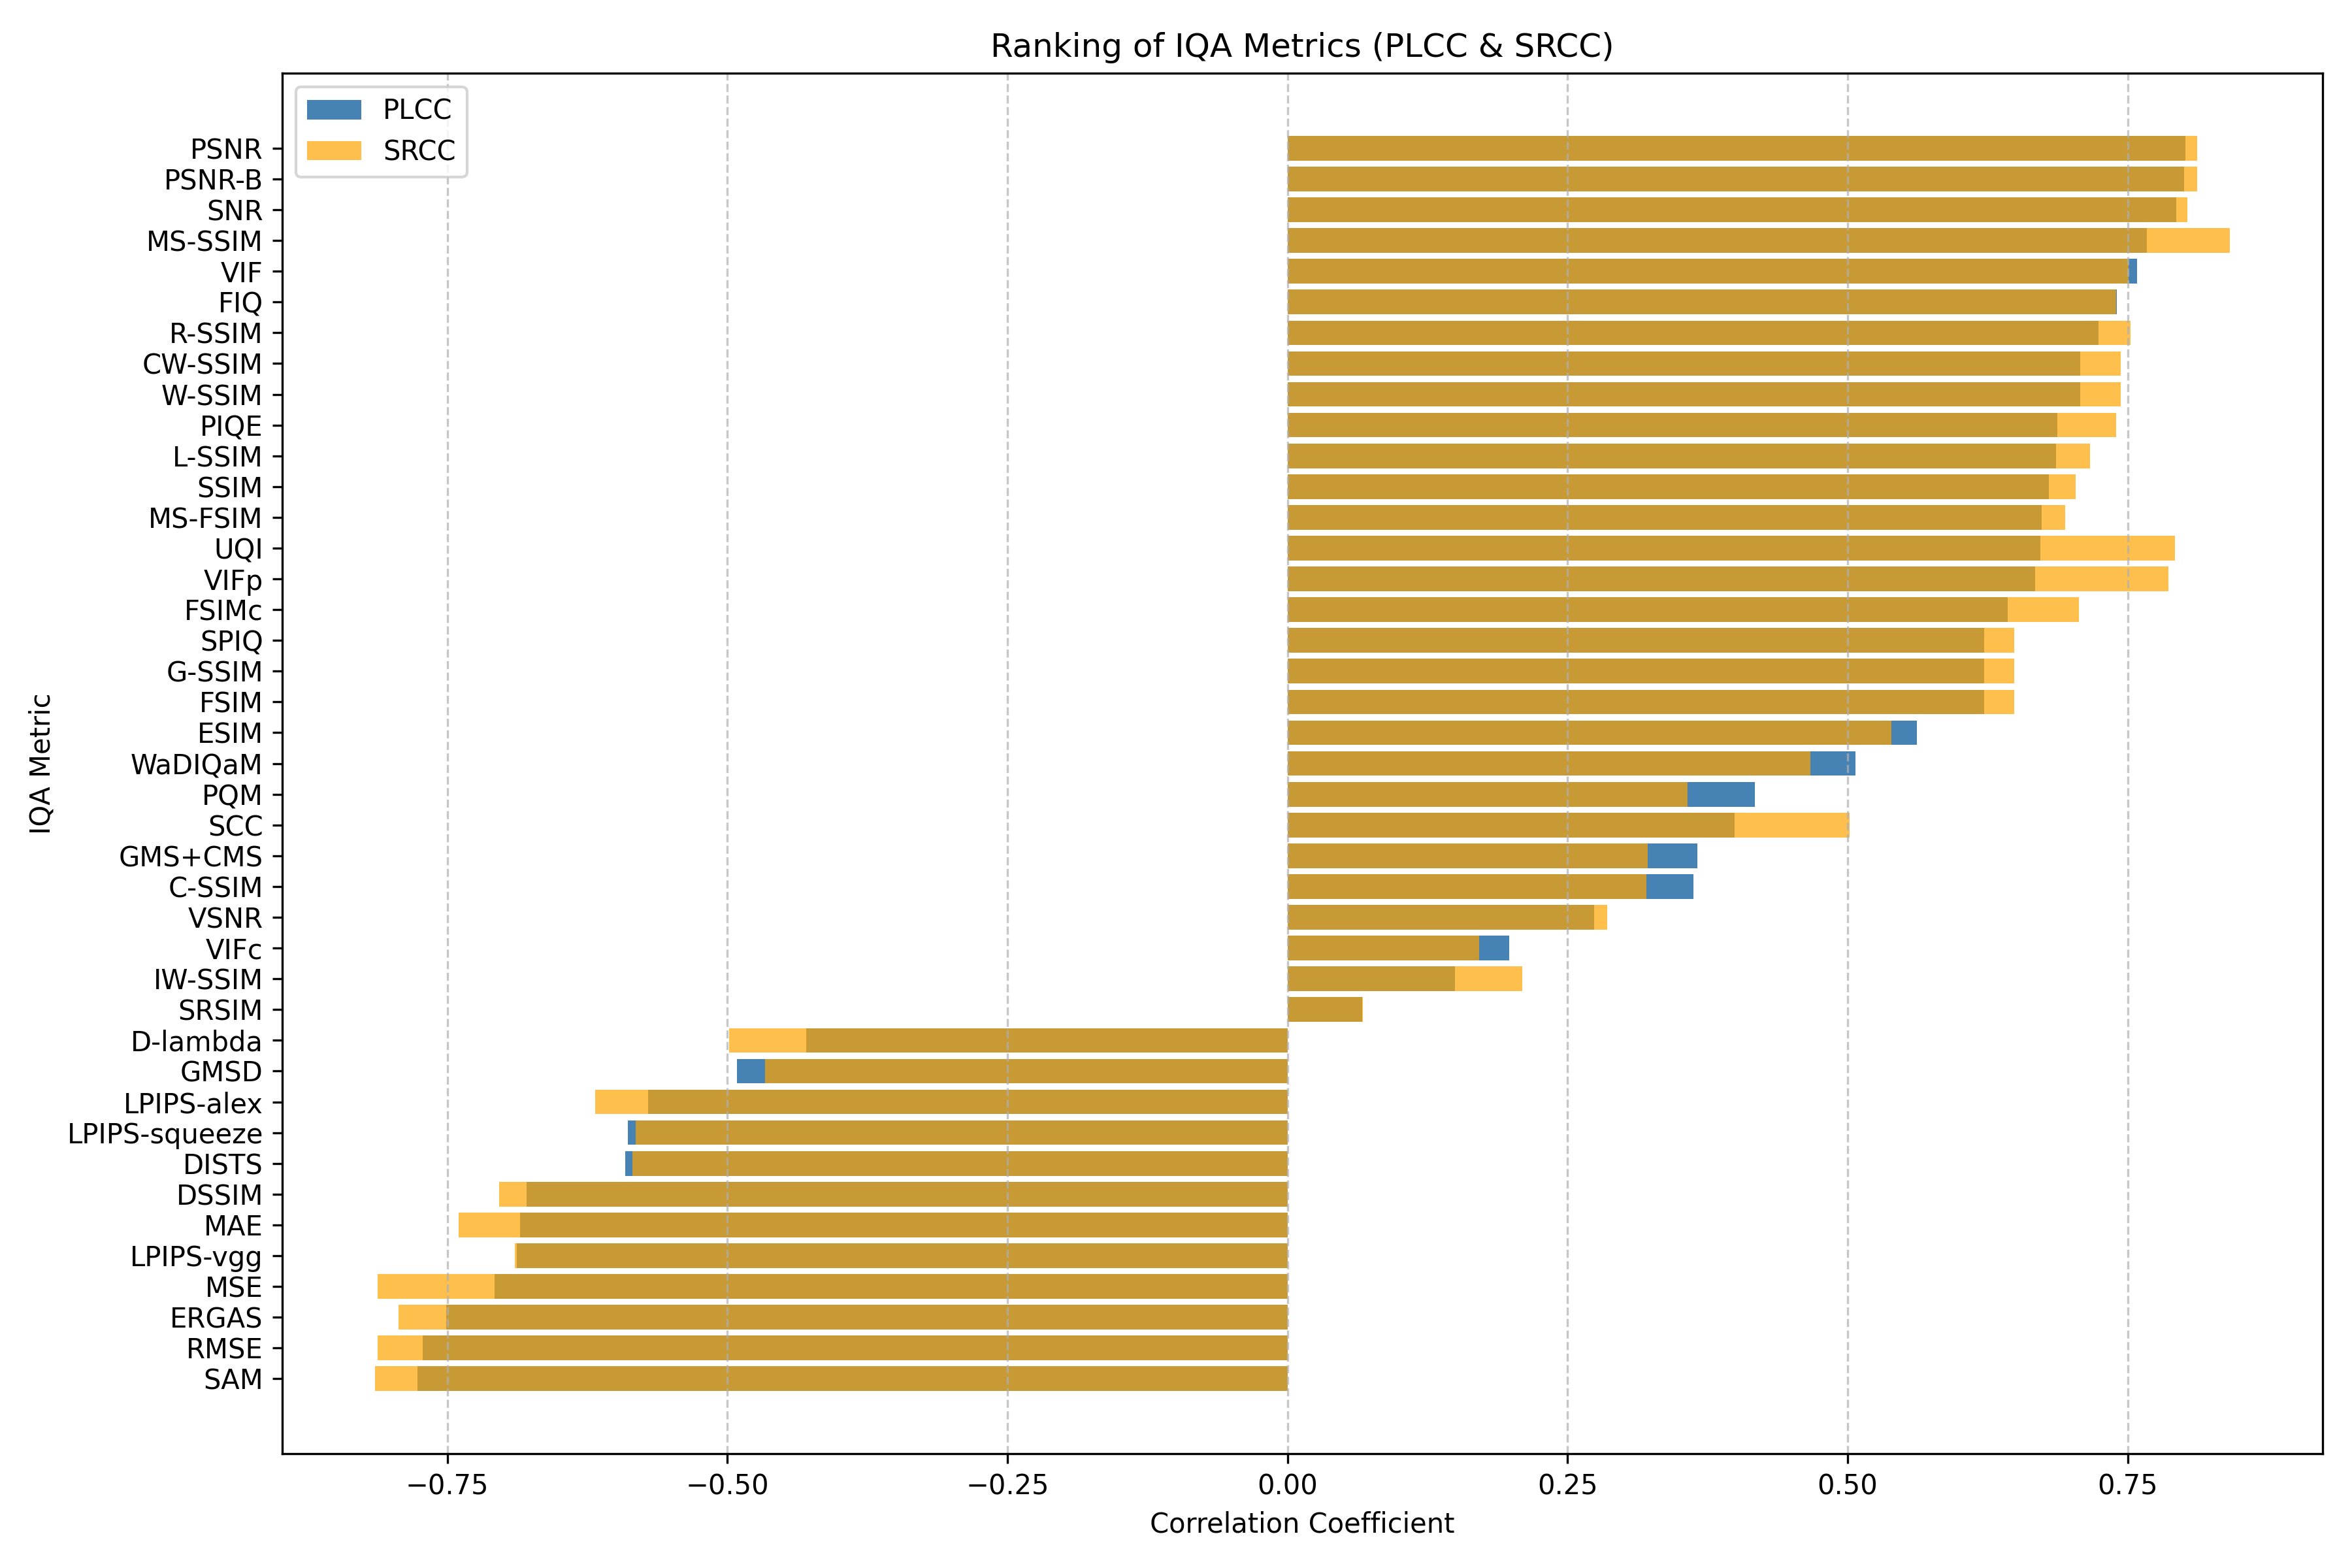 Ranking of IQA Metrics (PLCC & SRCC)
PLCC
SRCC
PSNR
PSNR-B
SNR
MS-SSIM
VIF
FIQ
R-SSIM
CW-SSIM
W-SSIM
PIQE
L-SSIM
SSIM
MS-FSIM
UQI
VIFp
FSIMc
SPIQ
G-SSIM
FSIM
ESIM
WaDIQaM
PQM
SCC
GMS+CMS
C-SSIM
VSNR
VIFc
IW-SSIM
SRSIM
D-lambda
GMSD
LPIPS-alex
LPIPS-squeeze
DISTS
DSSIM
MAE
LPIPS-vgg
MSE
ERGAS
RMSE
SAM
IQA Metric
−0.75 −0.50 −0.25 0.00 0.25 0.50 0.75
Correlation Coefficient